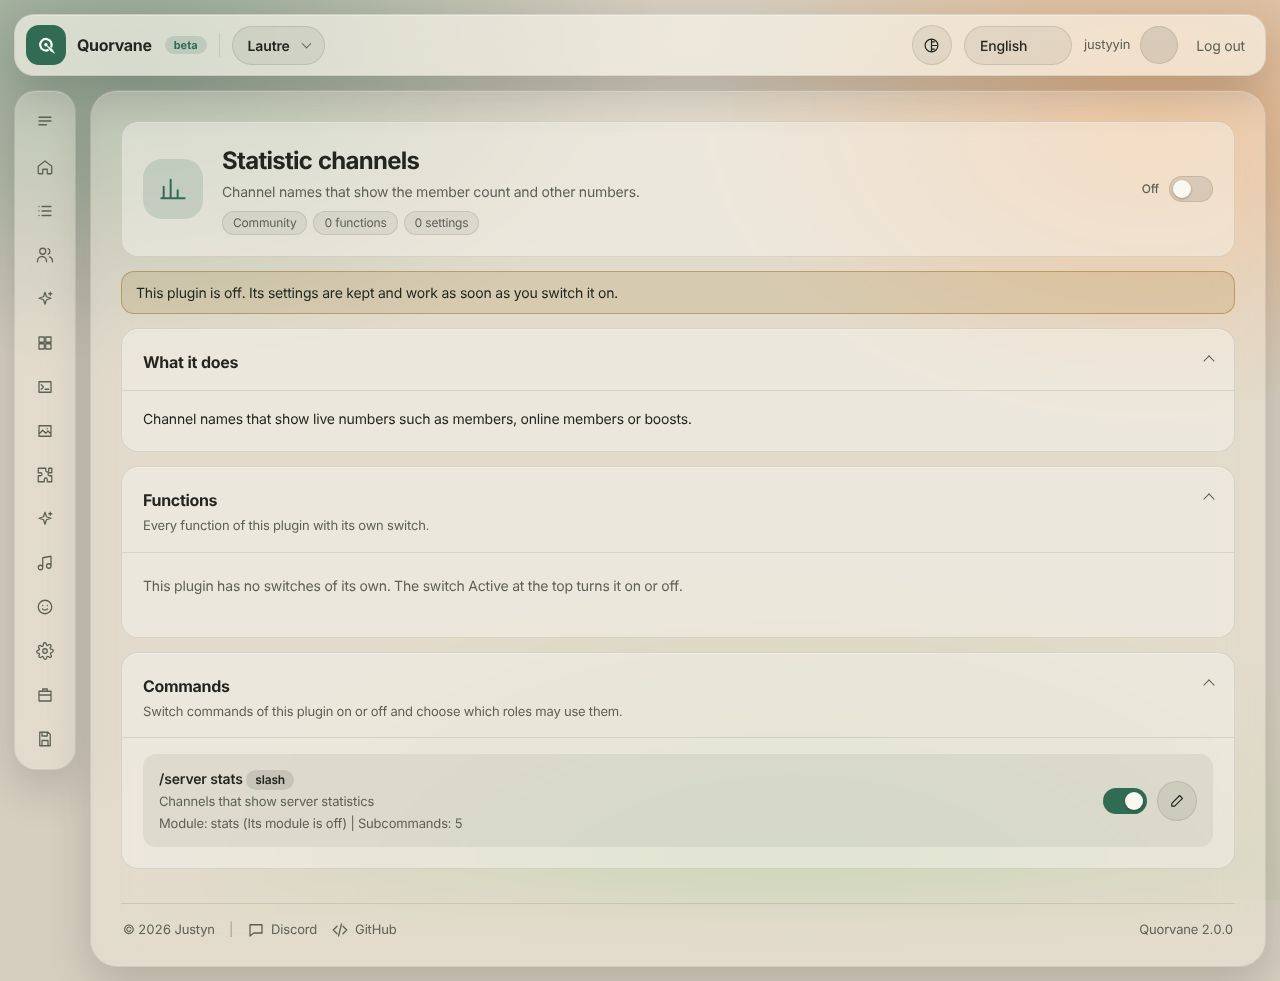 Quorvane beta Lautre English justyyin Log out
Statistic channels
Channel names that show the member count and other numbers.
Off
Community 0 functions 0 settings
This plugin is off. Its settings are kept and work as soon as you switch it on.
What it does
Channel names that show live numbers such as members, online members or boosts.
Functions
Every function of this plugin with its own switch.
This plugin has no switches of its own. The switch Active at the top turns it on or off.
Commands
Switch commands of this plugin on or off and choose which roles may use them.
/server stats slash
Channels that show server statistics
Module: stats (Its module is off) | Subcommands: 5
© 2026 Justyn | Discord GitHub Quorvane 2.0.0